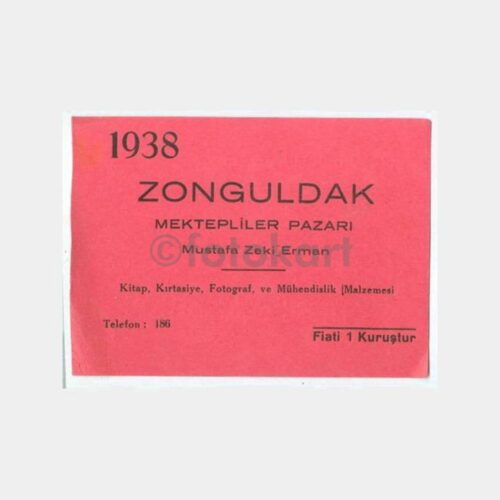 1938
ZONGULDAK
MEKTEPLİLER PAZARI
©fotokart
Mustafa Zeki Erman
Kitap, Kırtasiye, Fotograf, ve Mühendislik [Malzemesi
Telefon : 186
Fiati 1 Kuruştur